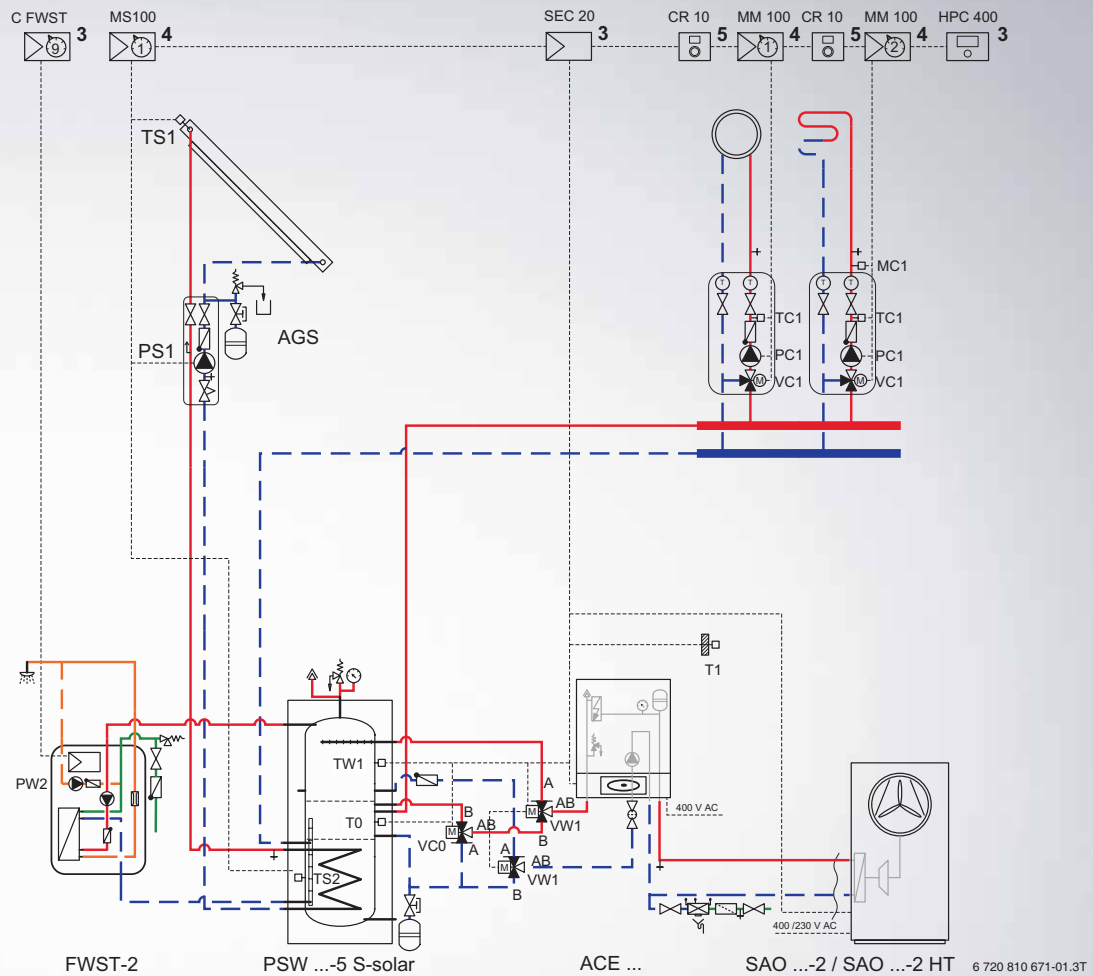 C FWST 3
MS100 4
SEC 20 3
CR 10 5
MM 100 4
CR 10 5
MM 100 4
HPC 400 3
9
1
1
2
TS1
T T T T
MC1
TC1 TC1
PS1
AGS
PC1 PC1
M VC1 M VC1
T1
PW2
TW1
A
AB
M
VW1
B
400 V AC
T0
B
M
AB
VC0
A
A
AB
M
VW1
B
TS2
400 /230 V AC
FWST-2
PSW ...-5 S-solar
ACE ...
SAO ...-2 / SAO ...-2 HT
6 720 810 671-01.3T